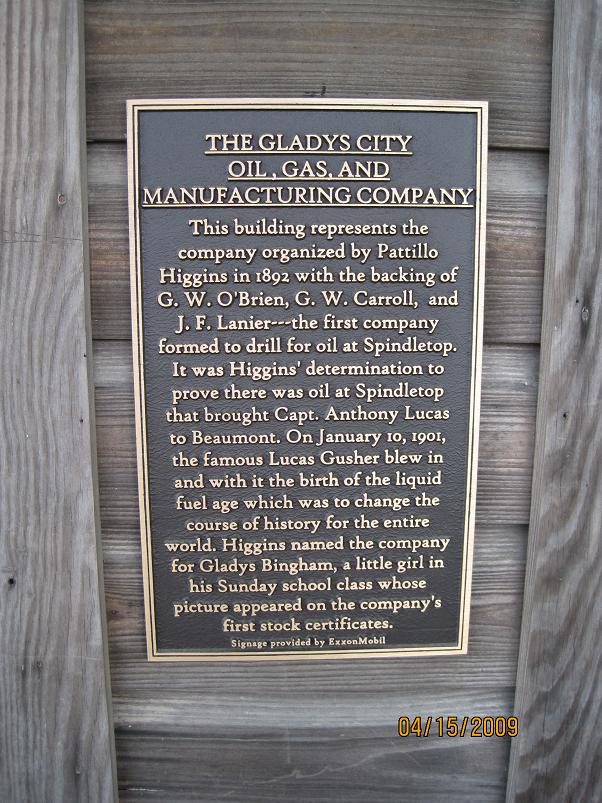 THE GLADYS CITY
OIL, GAS, AND
MANUFACTURING COMPANY
This building represents the
company organized by Pattillo
Higgins in 1892 with the backing of
G. W. O'Brien, G. W. Carroll, and
J. F. Lanier---the first company
formed to drill for oil at Spindletop.
It was Higgins' determination to
prove there was oil at Spindletop
that brought Capt. Anthony Lucas
to Beaumont. On January 10, 1901,
the famous Lucas Gusher blew in
and with it the birth of the liquid
fuel age which was to change the
course of history for the entire
world. Higgins named the company
for Gladys Bingham, a little girl in
his Sunday school class whose
picture appeared on the company's
first stock certificates.
Signage provided by ExxonMobil
04/15/2009